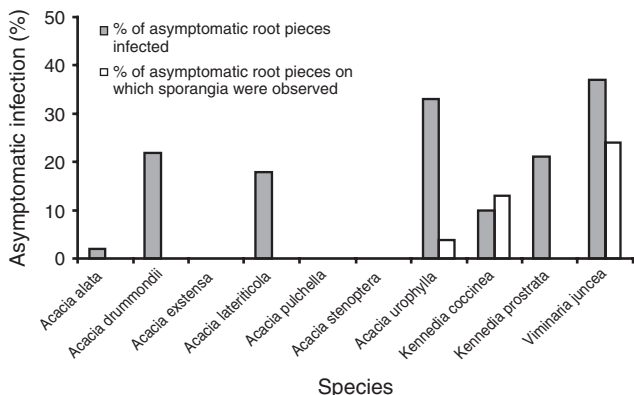 Asymptomatic infection (%)
50
40
30
20
10
0
% of asymptomatic root pieces
infected
% of asymptomatic root pieces on
which sporangia were observed
Acacia alata
Acacia drummondii
Acacia exstensa
Acacia lateriticola
Acacia pulchella
Acacia stenoptera
Acacia urophylla
Kennedia coccinea
Kennedia prostrata
Viminaria juncea
Species